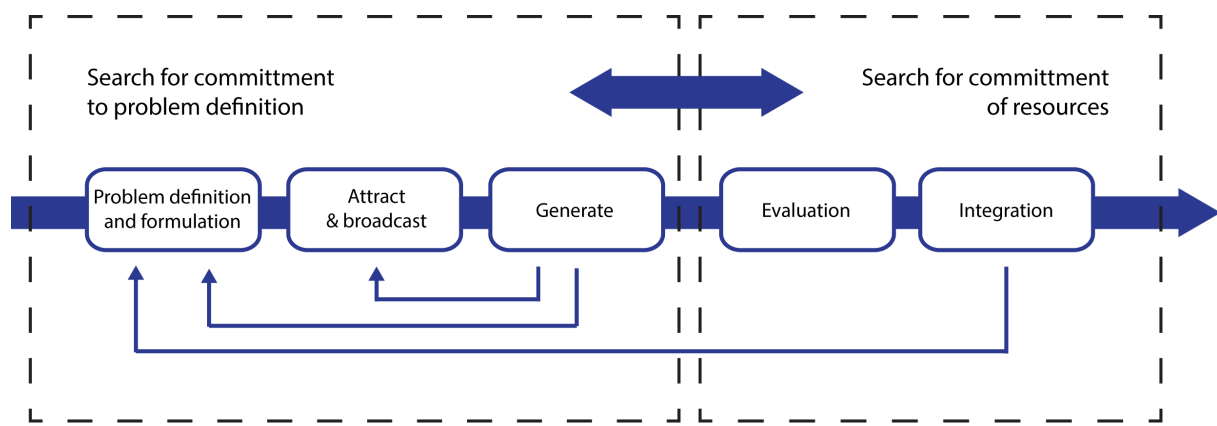 Search for committment
to problem definition
Search for committment
of resources
Problem definition
and formulation
Attract
& broadcast
Generate
Evaluation
Integration